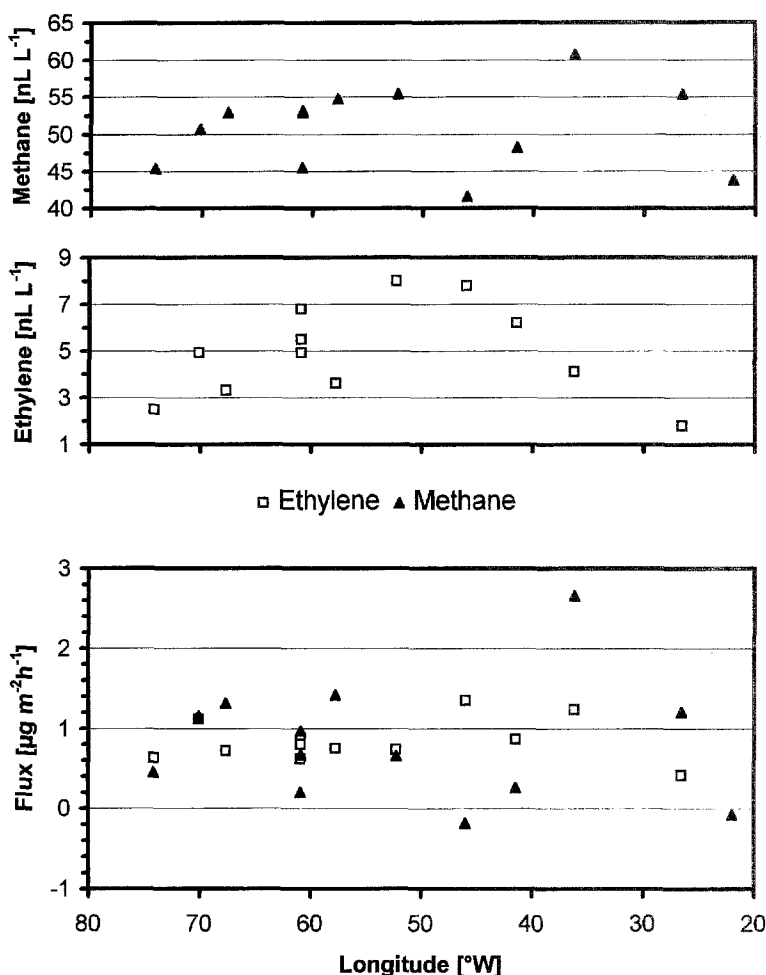 Methane [nL L⁻¹]
65
60
55
50
45
40
Ethylene [nL L⁻¹]
9
7
5
3
1
Ethylene
Methane
Flux [µg m⁻²h⁻¹]
3
2
1
0
-1
80 70 60 50 40 30 20
Longitude [°W]